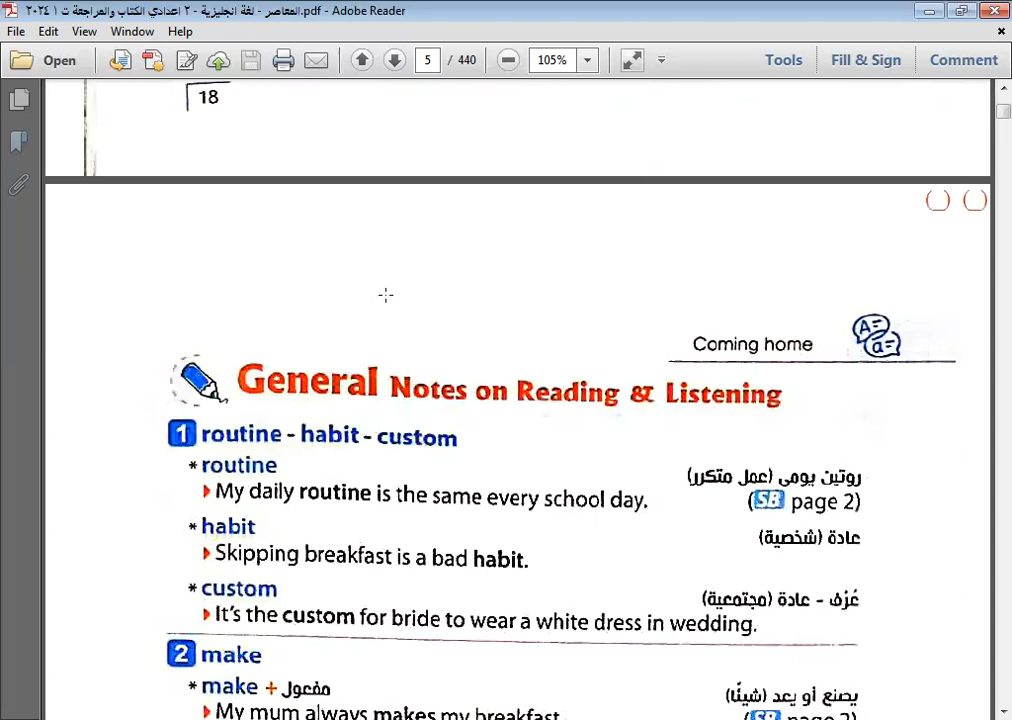 المعاصر - لغة انجليزية - ٢ اعدادي الكتاب والمراجعة ت ١ ٢٠٢٤.pdf - Adobe Reader
File Edit View Window Help
Open 5 / 440 105% Tools Fill & Sign Comment
18
( ) ( )
Coming home
A=
a=
General Notes on Reading & Listening
1 routine - habit - custom
* routine روتين يومى (عمل متكرر)
My daily routine is the same every school day. (SB page 2)
* habit عادة (شخصية)
Skipping breakfast is a bad habit.
* custom عُرْف - عادة (مجتمعية)
It's the custom for bride to wear a white dress in wedding.
2 make
* make + مفعول يصنع أو يعد (شيئًا)
My mum always makes my breakfast. (SB page 2)